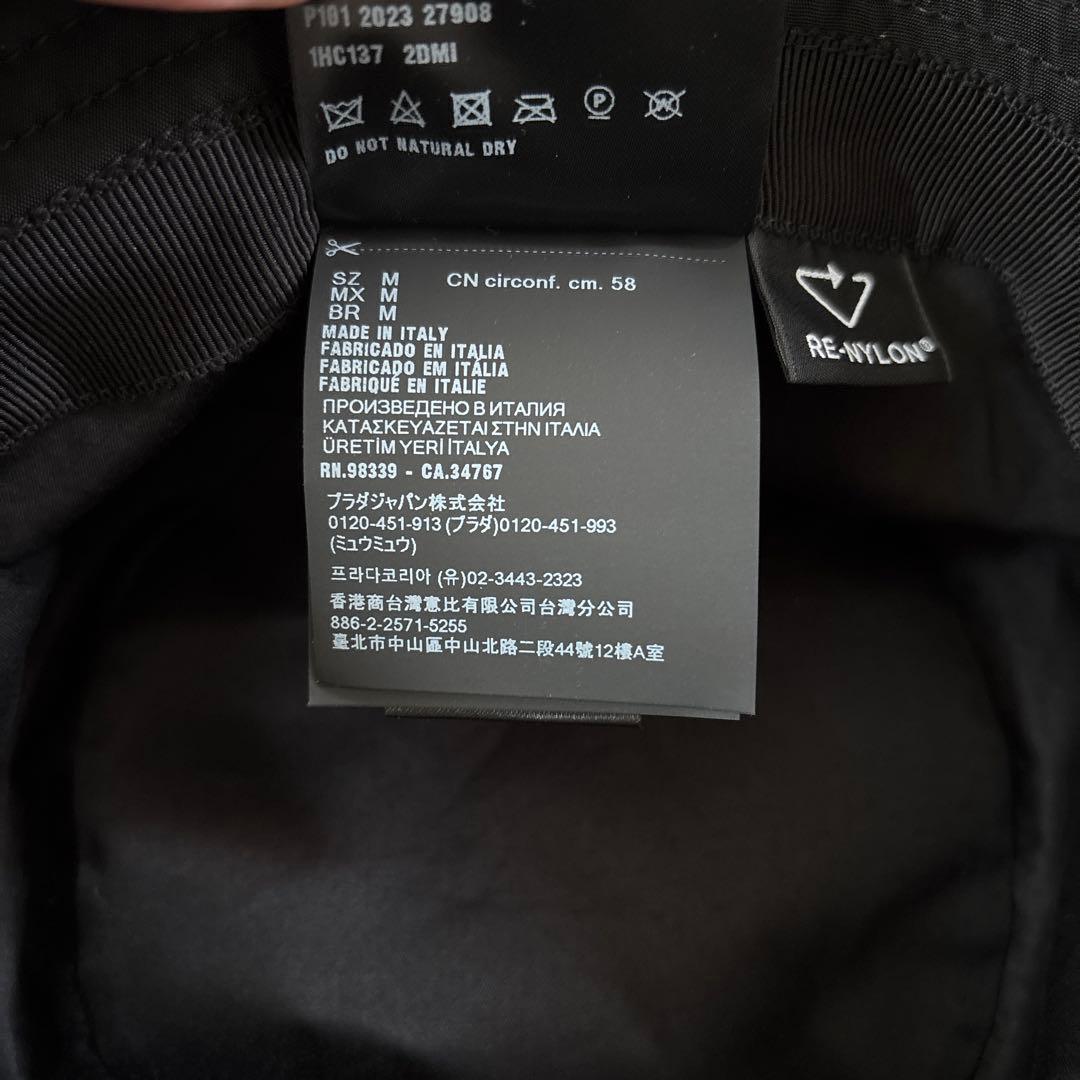 P101 2023 27908
1HC137 2DMI
P
W
DO NOT NATURAL DRY
SZ M CN circonf. cm. 58
MX M
BR M
MADE IN ITALY
FABRICADO EN ITALIA
FABRICADO EM ITÁLIA
FABRIQUÉ EN ITALIE
ПРОИЗВЕДЕНО В ИТАЛИЯ
ΚΑΤΑΣΚΕΥΑΖΕΤΑΙ ΣΤΗΝ ΙΤΑΛΙΑ
ÜRETİM YERİ İTALYA
RN.98339 - CA.34767
プラダジャパン株式会社
0120-451-913 (プラダ)0120-451-993
(ミュウミュウ)
프라다코리아 (유)02-3443-2323
香港商台灣意比有限公司台灣分公司
886-2-2571-5255
臺北市中山區中山北路二段44號12樓A室
RE-NYLON®